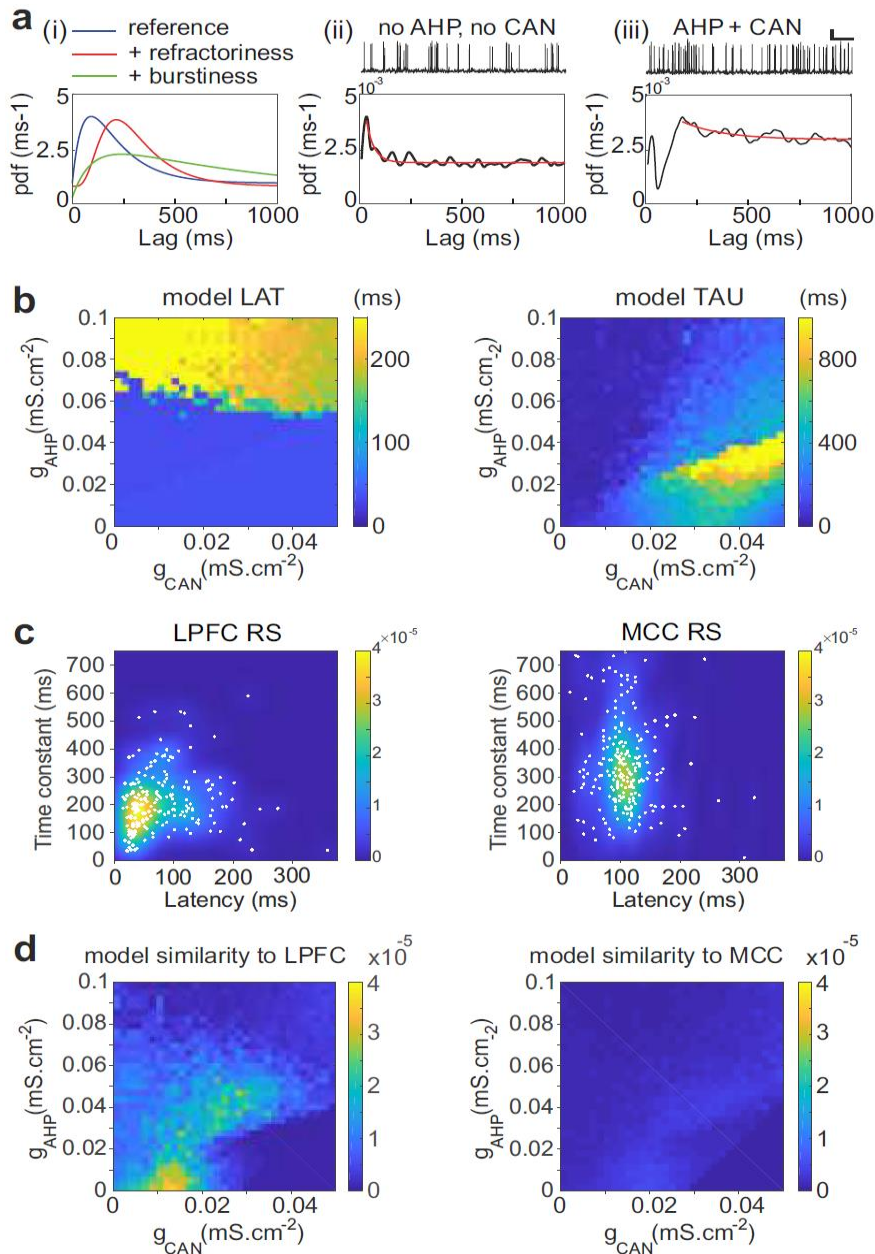 a
(i)
reference
+ refractoriness
+ burstiness
(ii) no AHP, no CAN
(iii) AHP + CAN
5
2.5
0
pdf (ms-1)
0 500 1000
Lag (ms)
10-3
5
2.5
0
pdf (ms-1)
0 500 1000
Lag (ms)
10-3
5
2.5
0
pdf (ms-1)
0 500 1000
Lag (ms)
b
model LAT (ms)
0.1
0.08
0.06
0.04
0.02
0
gAHP(mS.cm-2)
0 0.02 0.04
gCAN(mS.cm-2)
200
100
0
model TAU (ms)
0.1
0.08
0.06
0.04
0.02
0
gAHP(mS.cm-2)
0 0.02 0.04
gCAN(mS.cm-2)
800
400
0
c
LPFC RS
700
600
500
400
300
200
100
0
Time constant (ms)
0 100 200 300
Latency (ms)
4×10-5
3
2
1
0
MCC RS
700
600
500
400
300
200
100
0
Time constant (ms)
0 100 200 300
Latency (ms)
4×10-5
3
2
1
0
d
model similarity to LPFC x10-5
0.1
0.08
0.06
0.04
0.02
0
gAHP(mS.cm-2)
0 0.02 0.04
gCAN(mS.cm-2)
4
3
2
1
0
model similarity to MCC x10-5
0.1
0.08
0.06
0.04
0.02
0
gAHP(mS.cm-2)
0 0.02 0.04
gCAN(mS.cm-2)
4
3
2
1
0